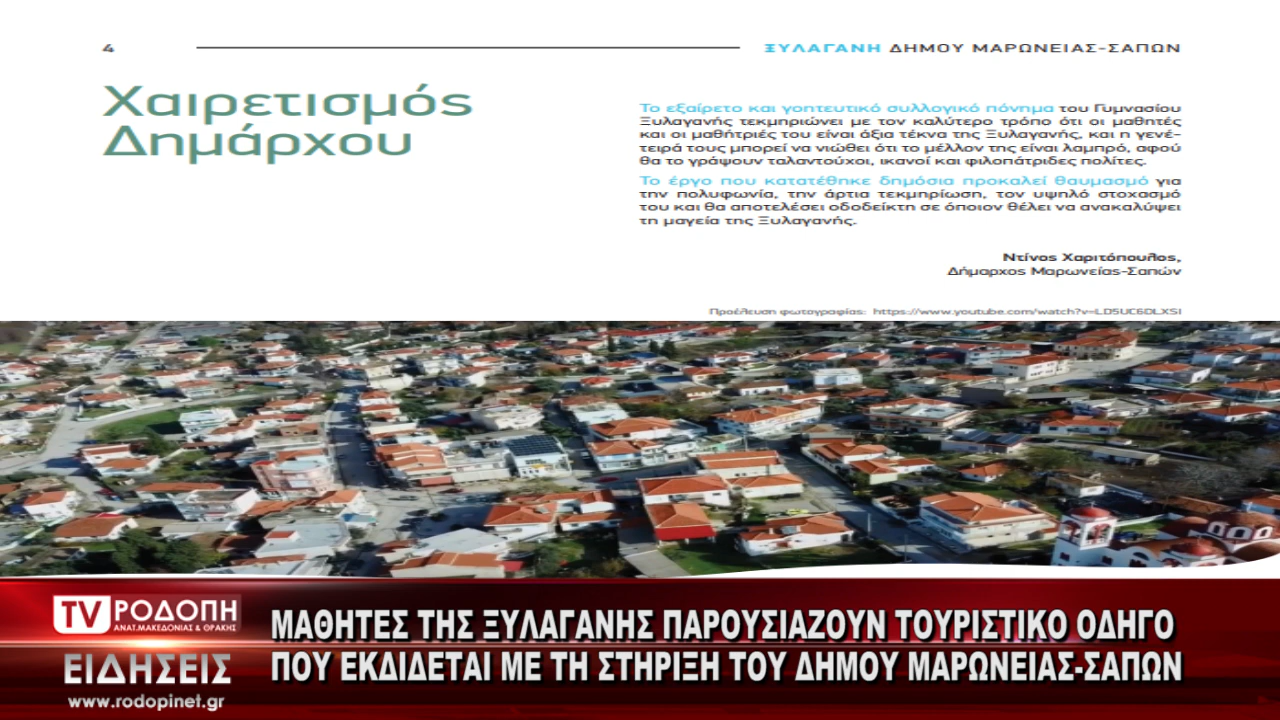 4
ΞΥΛΑΓΑΝΗ ΔΗΜΟΥ ΜΑΡΩΝΕΙΑΣ-ΣΑΠΩΝ
Χαιρετισμός
Δημάρχου
Το εξαίρετο και γοητευτικό συλλογικό πόνημα του Γυμνασίου
Ξυλαγανής τεκμηριώνει με τον καλύτερο τρόπο ότι οι μαθητές
και οι μαθήτριές του είναι άξια τέκνα της Ξυλαγανής, και η γενέ-
τειρά τους μπορεί να νιώθει ότι το μέλλον της είναι λαμπρό, αφού
θα το γράψουν ταλαντούχοι, ικανοί και φιλοπάτριδες πολίτες.
Το έργο που κατατέθηκε δημόσια προκαλεί θαυμασμό για
την πολυφωνία, την άρτια τεκμηρίωση, τον υψηλό στοχασμό
του και θα αποτελέσει οδοδείκτη σε όποιον θέλει να ανακαλύψει
τη μαγεία της Ξυλαγανής.
Ντίνος Χαριτόπουλος,
Δήμαρχος Μαρωνείας-Σαπών
Προέλευση φωτογραφίας: https://www.youtube.com/watch?v=LD5UC6DLXSI
TV ΡΟΔΟΠΗ
ΑΝΑΤ.ΜΑΚΕΔΟΝΙΑΣ & ΘΡΑΚΗΣ
ΕΙΔΗΣΕΙΣ
www.rodopinet.gr
ΜΑΘΗΤΕΣ ΤΗΣ ΞΥΛΑΓΑΝΗΣ ΠΑΡΟΥΣΙΑΖΟΥΝ ΤΟΥΡΙΣΤΙΚΟ ΟΔΗΓΟ
ΠΟΥ ΕΚΔΙΔΕΤΑΙ ΜΕ ΤΗ ΣΤΗΡΙΞΗ ΤΟΥ ΔΗΜΟΥ ΜΑΡΩΝΕΙΑΣ-ΣΑΠΩΝ